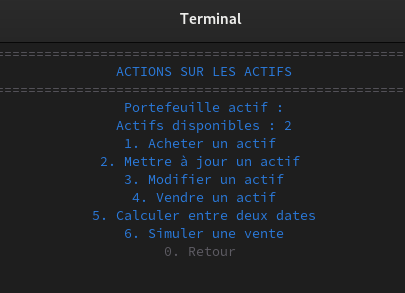 Terminal
==================================================
ACTIONS SUR LES ACTIFS
==================================================
Portefeuille actif :
Actifs disponibles : 2
1. Acheter un actif
2. Mettre à jour un actif
3. Modifier un actif
4. Vendre un actif
5. Calculer entre deux dates
6. Simuler une vente
0. Retour